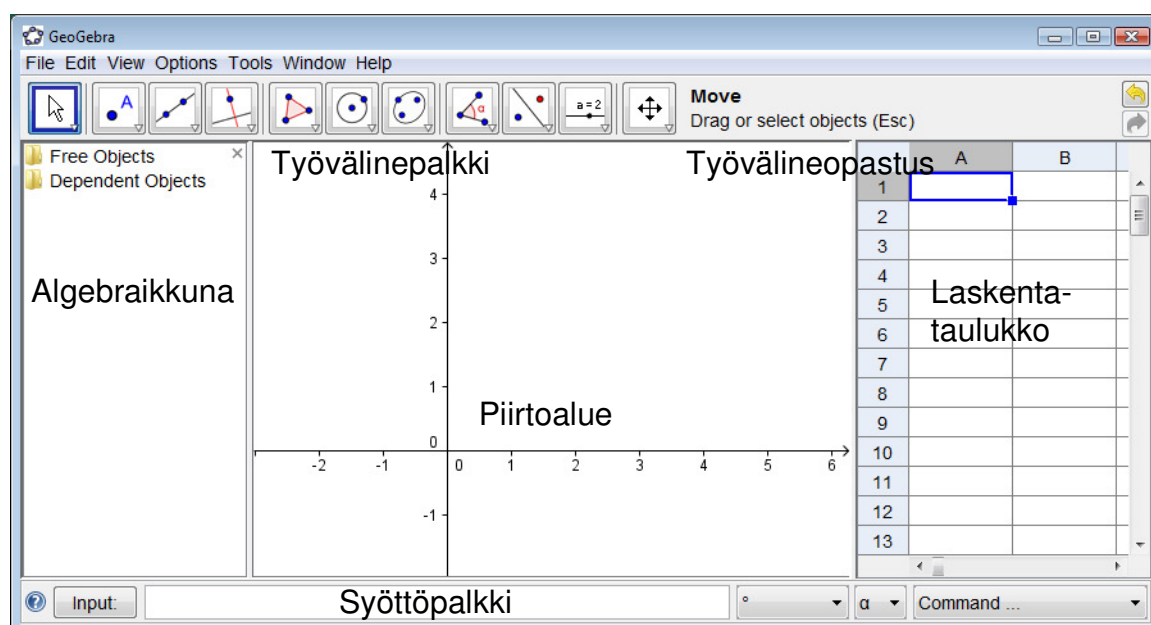 GeoGebra
File Edit View Options Tools Window Help
A
α
a = 2
Move
Drag or select objects (Esc)
Free Objects
Dependent Objects
Työvälinepalkki
Työvälineopastus
A B
1
2
3
4
5
6
7
8
9
10
11
12
13
Algebraikkuna
Laskenta-
taulukko
4
3
2
1
0
-1
Piirtoalue
-2 -1 0 1 2 3 4 5 6
Input:
Syöttöpalkki
° α Command ...